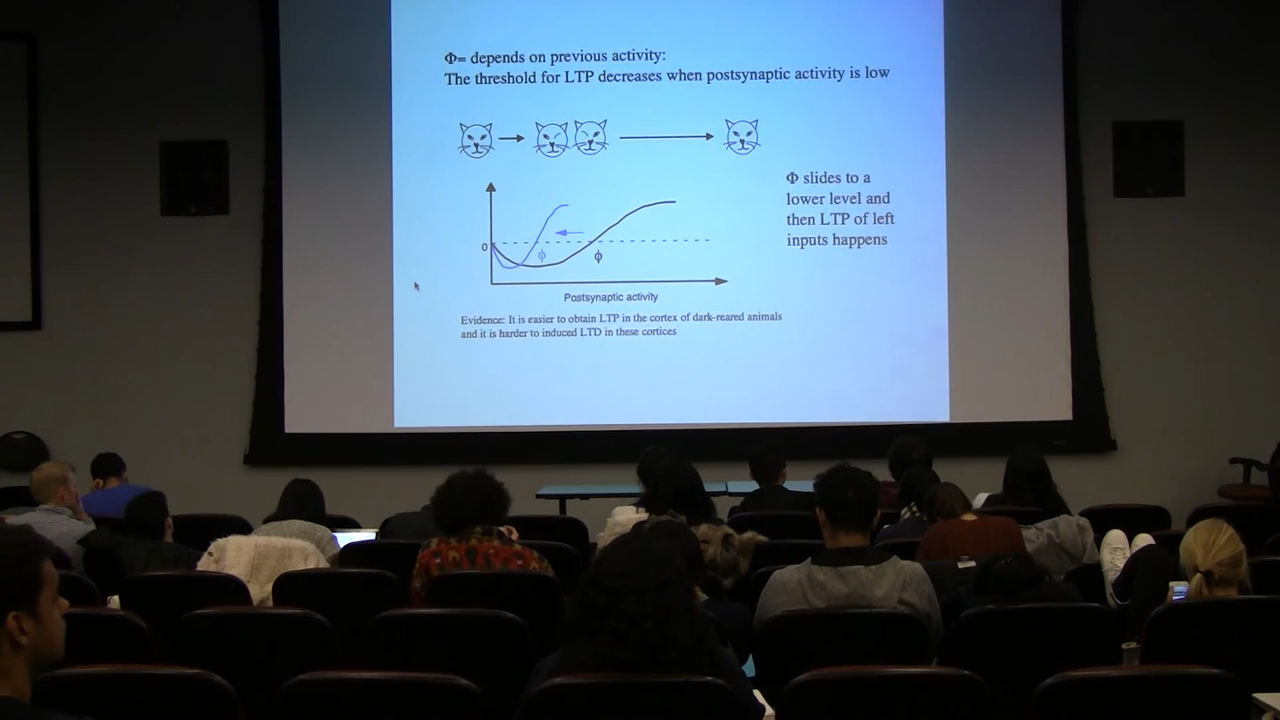 Φ= depends on previous activity:
The threshold for LTP decreases when postsynaptic activity is low
Φ slides to a
lower level and
then LTP of left
inputs happens
0
ϕ
ϕ
Postsynaptic activity
Evidence: It is easier to obtain LTP in the cortex of dark-reared animals
and it is harder to induced LTD in these cortices